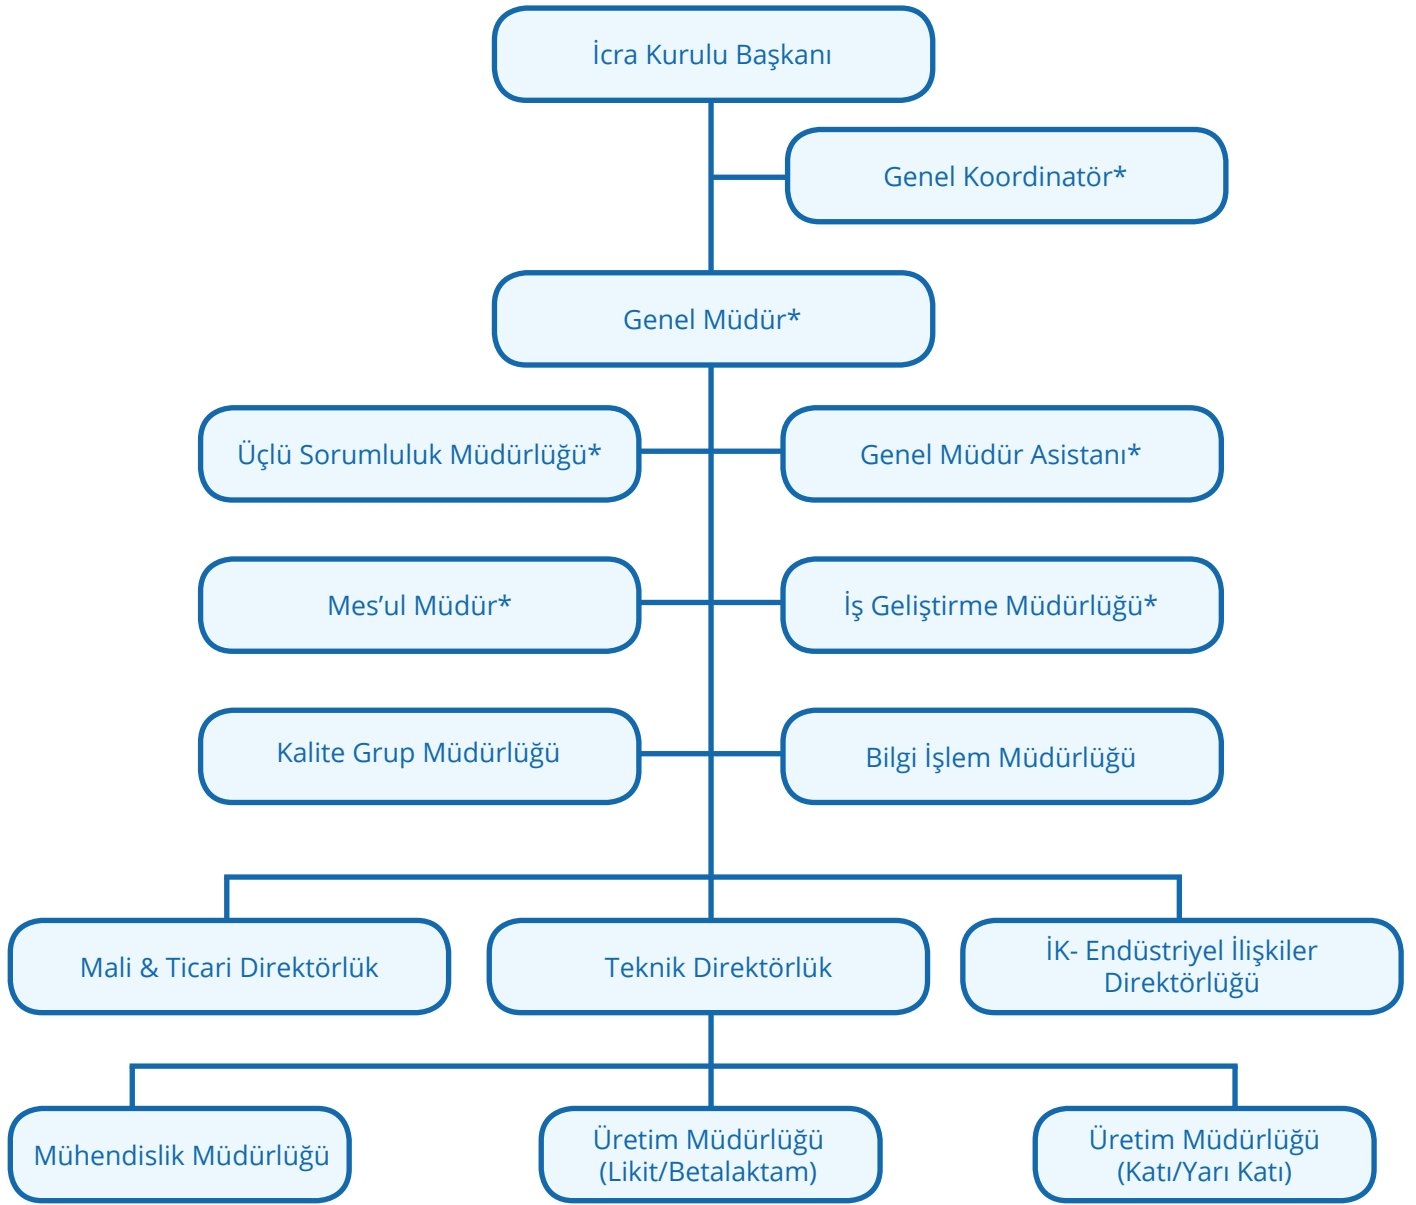 İcra Kurulu Başkanı
Genel Koordinatör*
Genel Müdür*
Üçlü Sorumluluk Müdürlüğü*
Genel Müdür Asistanı*
Mes’ul Müdür*
İş Geliştirme Müdürlüğü*
Kalite Grup Müdürlüğü
Bilgi İşlem Müdürlüğü
Mali & Ticari Direktörlük
Teknik Direktörlük
İK- Endüstriyel İlişkiler
Direktörlüğü
Mühendislik Müdürlüğü
Üretim Müdürlüğü
(Likit/Betalaktam)
Üretim Müdürlüğü
(Katı/Yarı Katı)